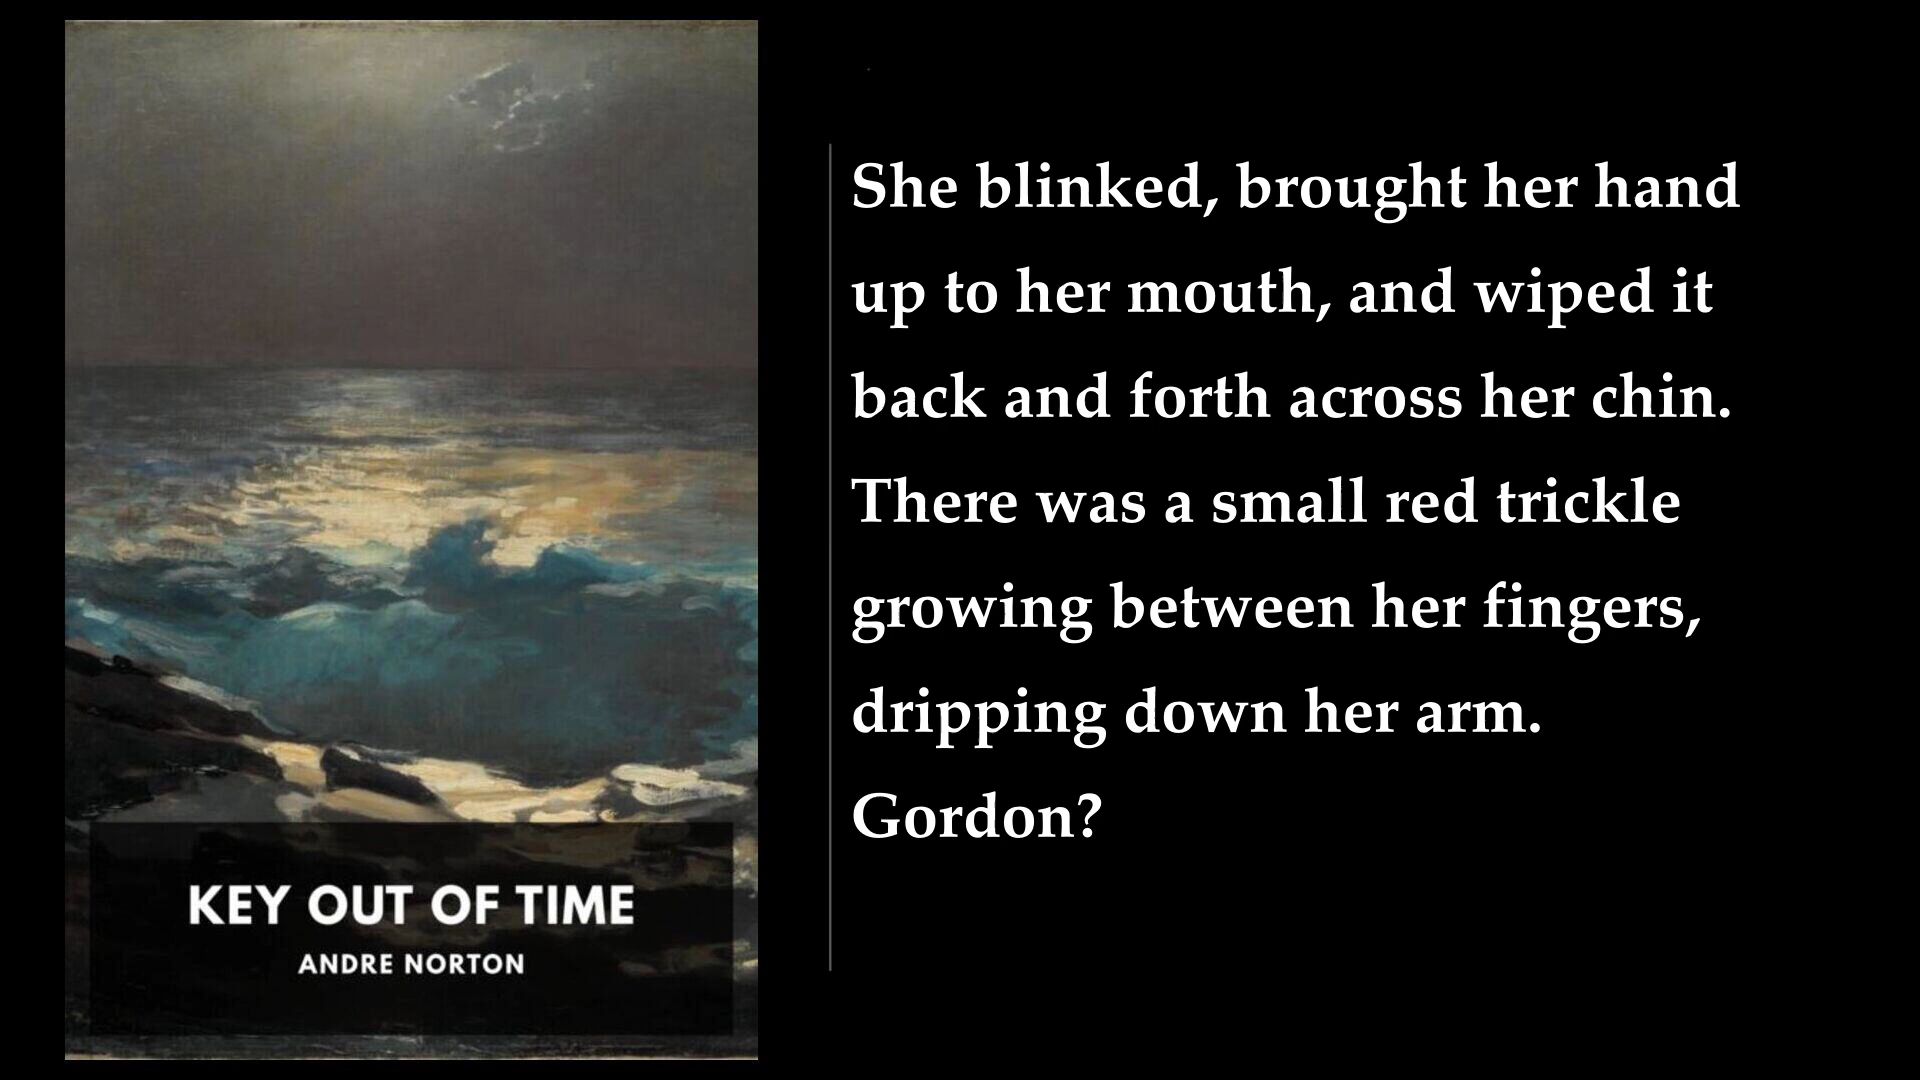 She blinked, brought her hand
up to her mouth, and wiped it
back and forth across her chin.
There was a small red trickle
growing between her fingers,
dripping down her arm.
Gordon?
KEY OUT OF TIME
ANDRE NORTON